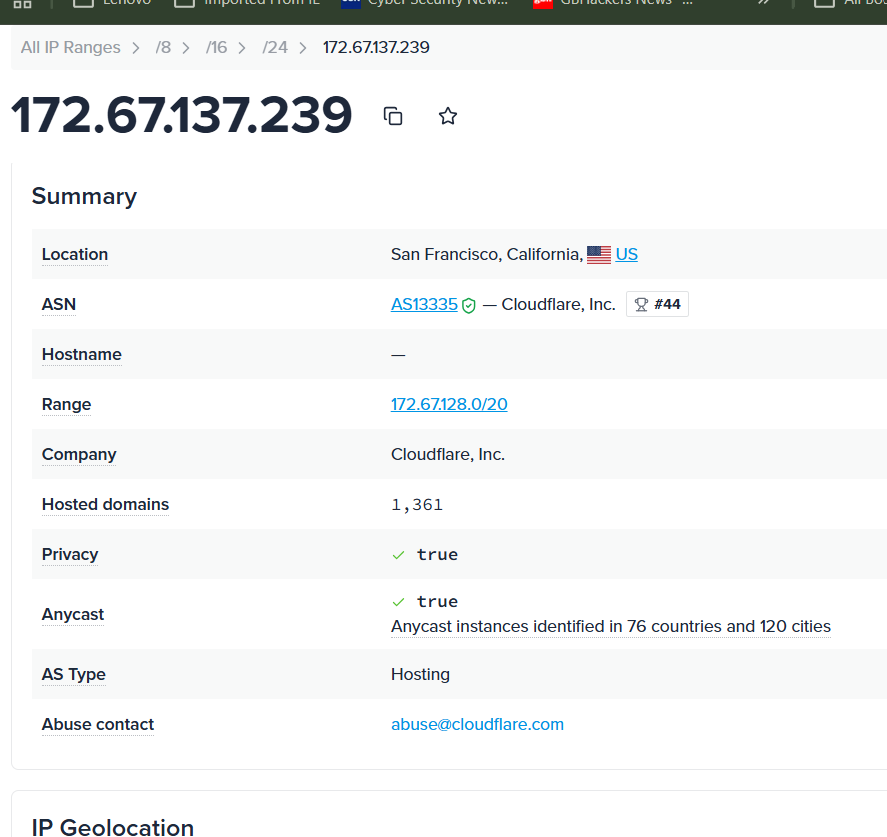 Lenovo Imported From IE Cyber Security New... GBHackers News - ... »
All IP Ranges > /8 > /16 > /24 > 172.67.137.239
172.67.137.239
Summary
Location San Francisco, California, US
ASN AS13335 — Cloudflare, Inc. #44
Hostname —
Range 172.67.128.0/20
Company Cloudflare, Inc.
Hosted domains 1,361
Privacy true
Anycast true
Anycast instances identified in 76 countries and 120 cities
AS Type Hosting
Abuse contact abuse@cloudflare.com
IP Geolocation